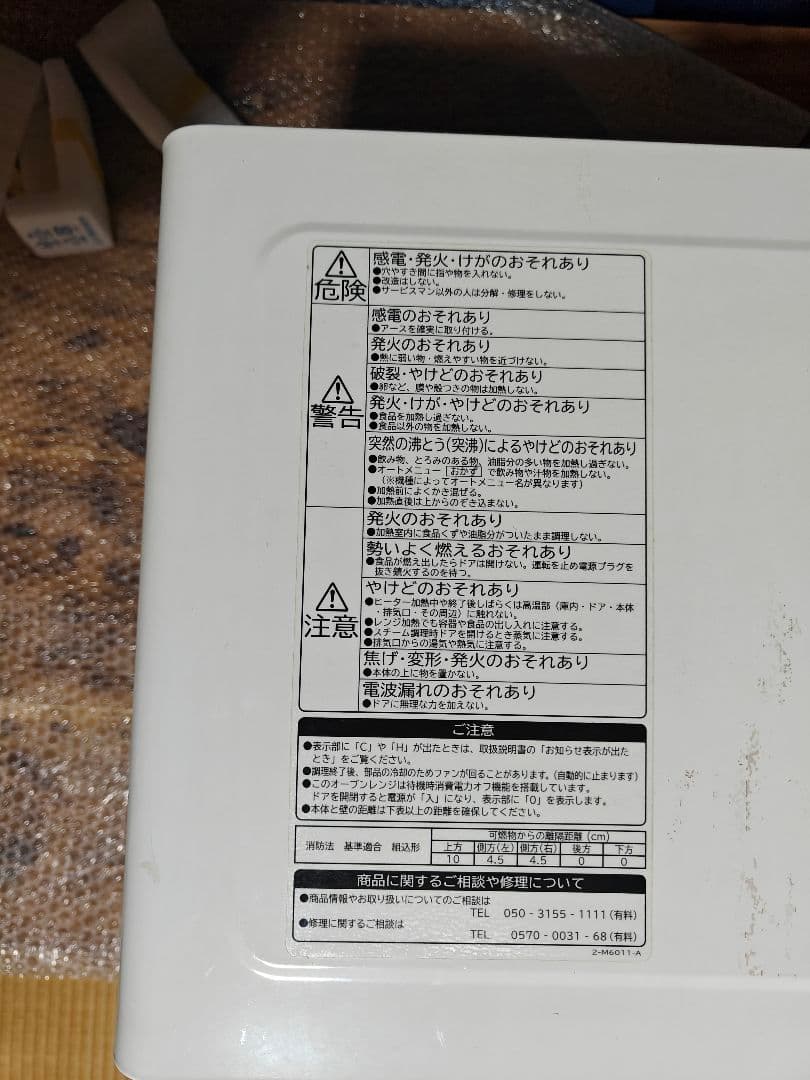 危険
感電・発火・けがのおそれあり
●穴やすき間に指や物を入れない。
●改造はしない。
●サービスマン以外の人は分解・修理をしない。
警告
感電のおそれあり
●アースを確実に取り付ける。
発火のおそれあり
●熱に弱い物・燃えやすい物を近づけない。
破裂・やけどのおそれあり
●卵など、膜や殻つきの物は加熱しない。
発火・けが・やけどのおそれあり
●食品を加熱し過ぎない。
●食品以外の物を加熱しない。
突然の沸とう(突沸)によるやけどのおそれあり
●飲み物、とろみのある物、油脂分の多い物を加熱し過ぎない。
●オートメニュー おかず で飲み物や汁物を加熱しない。
(※機種によってオートメニュー名が異なります)
●加熱前によくかき混ぜる。
●加熱直後は上からのぞき込まない。
注意
発火のおそれあり
●加熱室内に食品くずや油脂分がついたまま調理しない。
勢いよく燃えるおそれあり
●食品が燃え出したらドアは開けない。運転を止め電源プラグを
抜き鎮火するのを待つ。
やけどのおそれあり
●ヒーター加熱中や終了後しばらくは高温部(庫内・ドア・本体
・排気口・その周辺)に触れない。
●レンジ加熱でも容器や食品の出し入れに注意する。
●スチーム調理時ドアを開けるとき蒸気に注意する。
●排気口からの湯気や熱気に注意する。
焦げ・変形・発火のおそれあり
●本体の上に物を置かない。
電波漏れのおそれあり
●ドアに無理な力を加えない。
ご注意
●表示部に「C」や「H」が出たときは、取扱説明書の「お知らせ表示が出た
とき」をご覧ください。
●調理終了後、部品の冷却のためファンが回ることがあります。(自動的に止まります)
●このオーブンレンジは待機時消費電力オフ機能を搭載しています。
ドアを開閉すると電源が「入」になり、表示部に「0」を表示します。
●本体と壁の距離は下表以上の距離を確保してください。
消防法 基準適合 組込形
可燃物からの離隔距離(cm)
上方 側方(左) 側方(右) 後方 下方
10 4.5 4.5 0 0
商品に関するご相談や修理について
●商品情報やお取り扱いについてのご相談は
TEL 050-3155-1111(有料)
●修理に関するご相談は
TEL 0570-0031-68(有料)
2-M6011-A